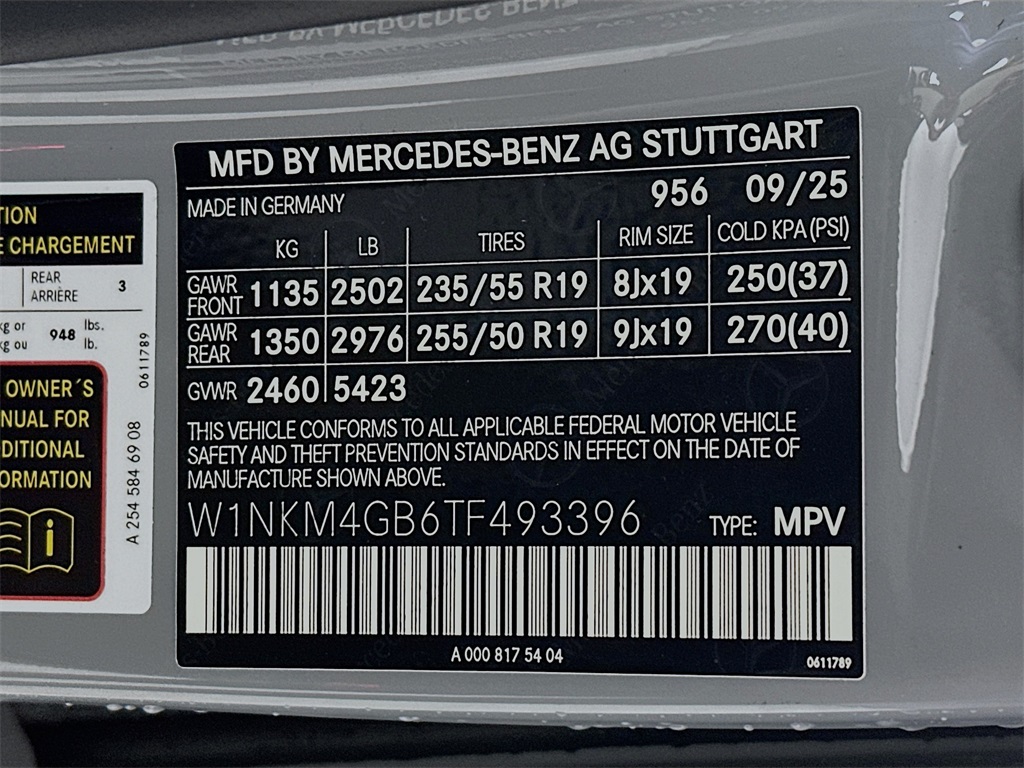 MFD BY MERCEDES-BENZ AG STUTTGART
MADE IN GERMANY 956 09/25
KG LB TIRES RIM SIZE COLD KPA (PSI)
GAWR FRONT 1135 2502 235/55 R19 8Jx19 250(37)
GAWR REAR 1350 2976 255/50 R19 9Jx19 270(40)
GVWR 2460 5423
THIS VEHICLE CONFORMS TO ALL APPLICABLE FEDERAL MOTOR VEHICLE
SAFETY AND THEFT PREVENTION STANDARDS IN EFFECT ON THE DATE OF
MANUFACTURE SHOWN ABOVE.
W1NKM4GB6TF493396 TYPE: MPV
A 000 817 54 04
0611789
CHARGEMENT
REAR 3
ARRIÈRE
kg or 948 lbs.
kg ou lb.
0611789
OWNER´S
FOR
A 254 584 69 08
i